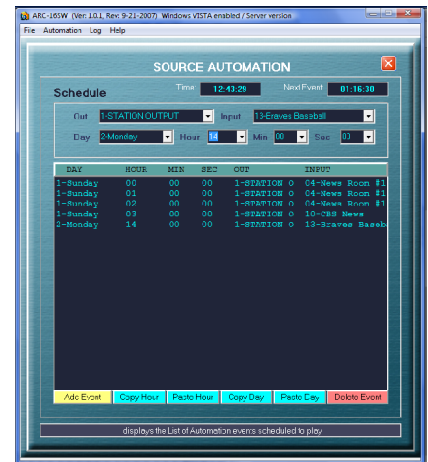 ARC-16SW (Ver: 1.0.1, Rev: 9-21-2007) Windows VISTA enabled / Server version
File Automation Log Help
SOURCE AUTOMATION
Schedule Time 12:43:29 Next Event 01:16:30
Out 1-STATION OUTPUT Input 13-Braves Baseball
Day 2-Monday Hour 14 Min 00 Sec 00
DAY HOUR MIN SEC OUT INPUT
1-Sunday 00 00 00 1-STATION O 04-News Room #1
1-Sunday 01 00 00 1-STATION O 04-News Room #1
1-Sunday 02 00 00 1-STATION O 04-News Room #1
1-Sunday 03 00 00 1-STATION O 10-CBS News
2-Monday 14 00 00 1-STATION O 13-Braves Baseb
Add Event Copy Hour Paste Hour Copy Day Paste Day Delete Event
displays the List of Automation events scheduled to play